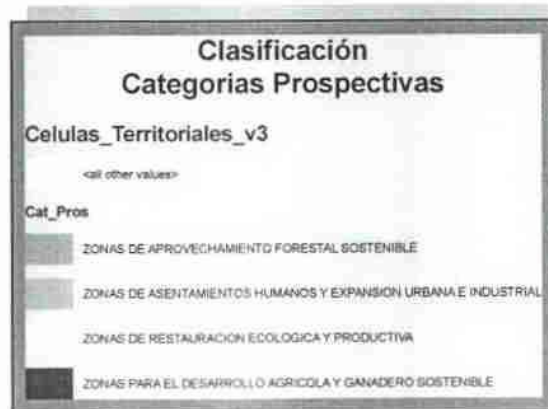 Clasificación
Categorias Prospectivas
Celulas_Territoriales_v3
<all other values>
Cat_Pros
ZONAS DE APROVECHAMIENTO FORESTAL SOSTENIBLE
ZONAS DE ASENTAMIENTOS HUMANOS Y EXPANSION URBANA E INDUSTRIAL
ZONAS DE RESTAURACION ECOLOGICA Y PRODUCTIVA
ZONAS PARA EL DESARROLLO AGRICOLA Y GANADERO SOSTENIBLE